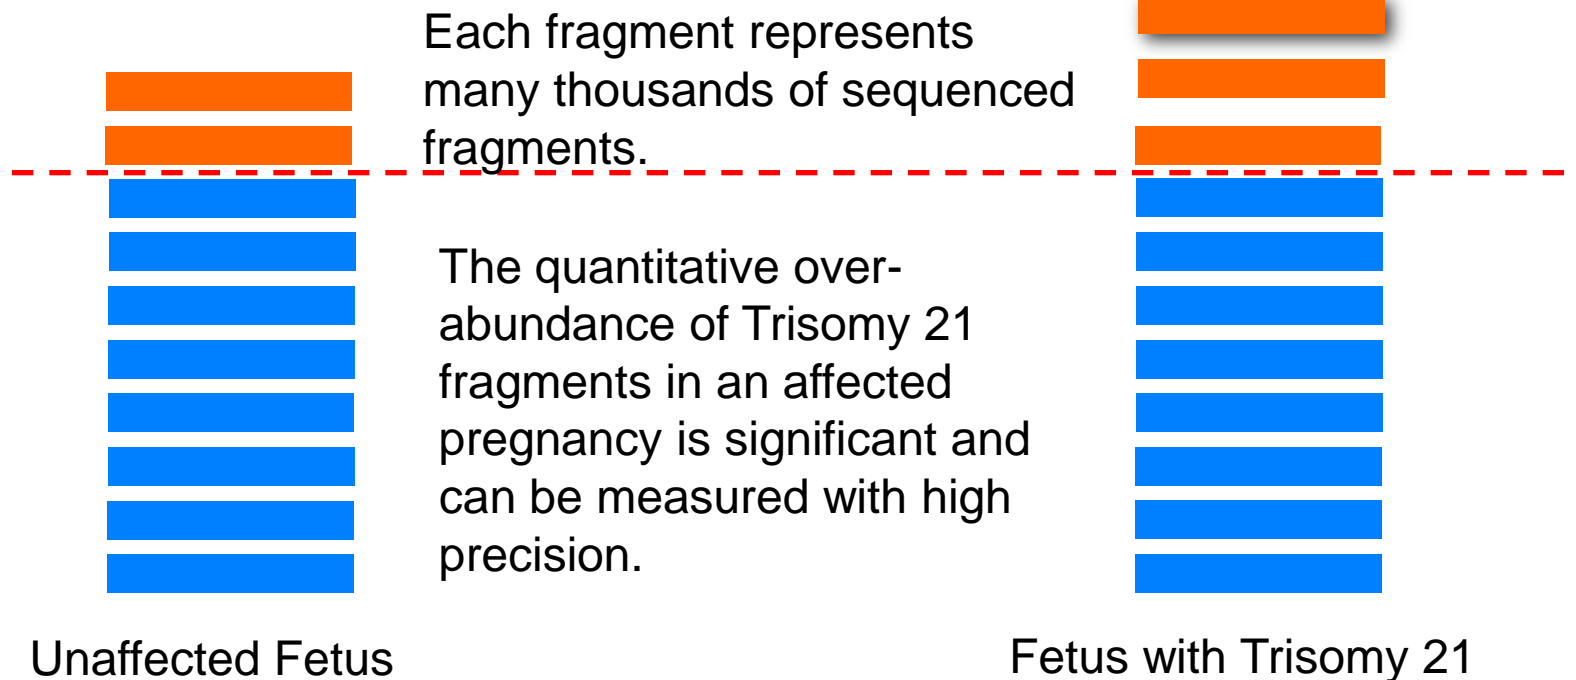 Each fragment represents
many thousands of sequenced
fragments.
The quantitative over-
abundance of Trisomy 21
fragments in an affected
pregnancy is significant and
can be measured with high
precision.
Unaffected Fetus
Fetus with Trisomy 21